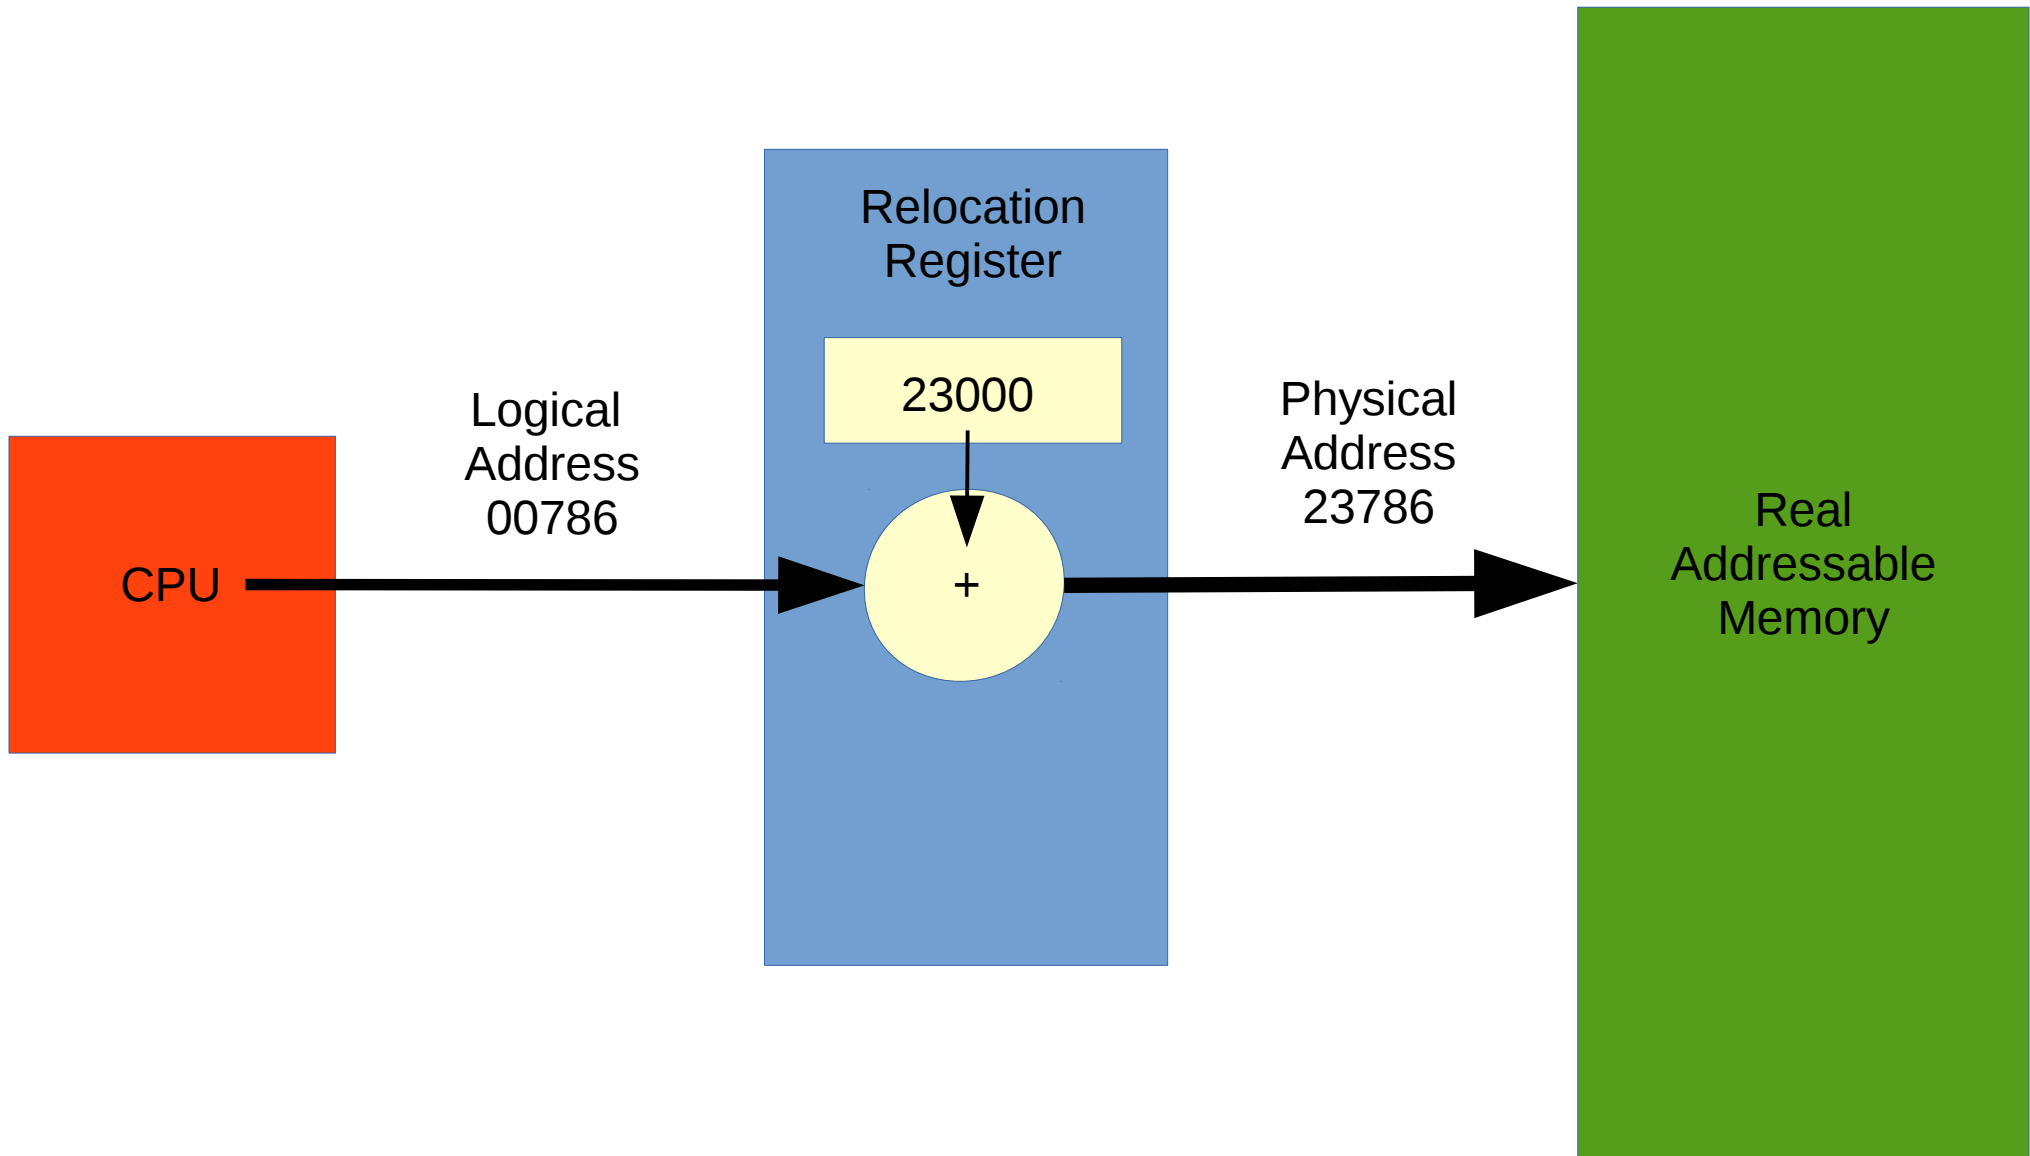 CPU
Logical
Address
00786
Relocation
Register
23000
+
Physical
Address
23786
Real
Addressable
Memory